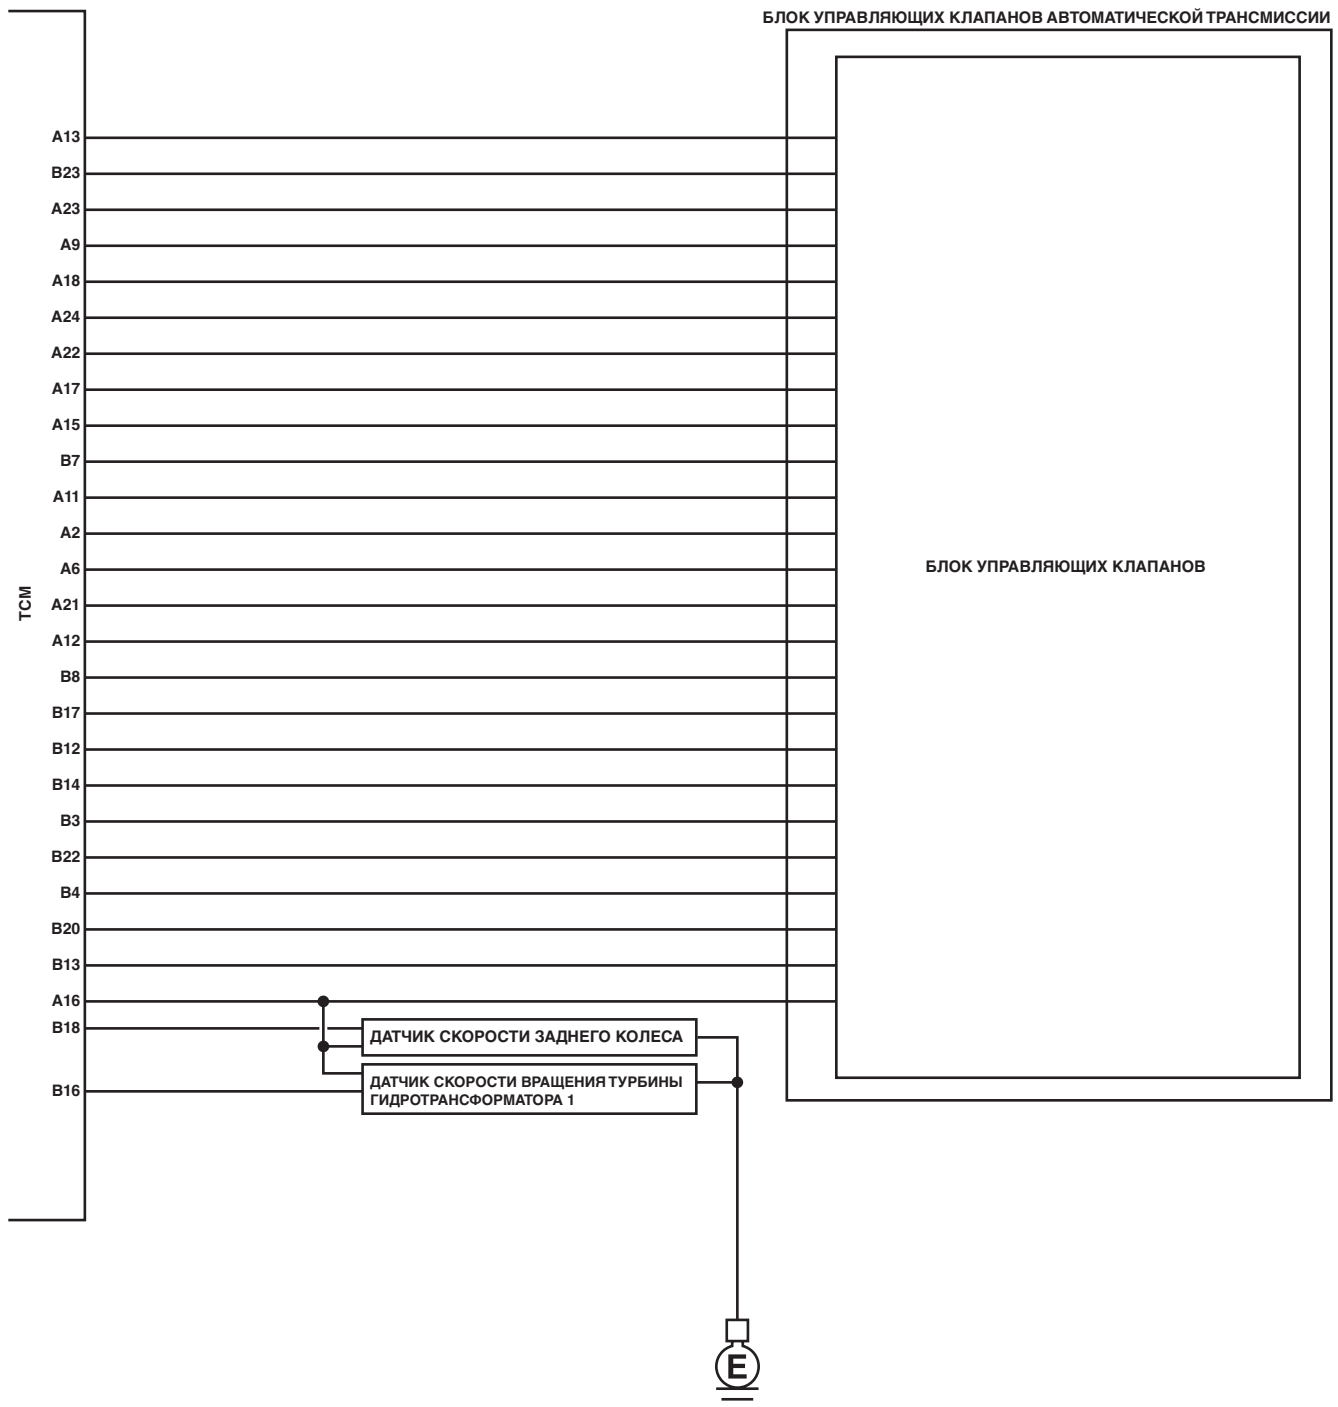 БЛОК УПРАВЛЯЮЩИХ КЛАПАНОВ АВТОМАТИЧЕСКОЙ ТРАНСМИССИИ
A13
B23
A23
A9
A18
A24
A22
A17
A15
B7
A11
A2
БЛОК УПРАВЛЯЮЩИХ КЛАПАНОВ
A6
TCM
A21
A12
B8
B17
B12
B14
B3
B22
B4
B20
B13
A16
B18
ДАТЧИК СКОРОСТИ ЗАДНЕГО КОЛЕСА
ДАТЧИК СКОРОСТИ ВРАЩЕНИЯ ТУРБИНЫ
ГИДРОТРАНСФОРМАТОРА 1
B16
E